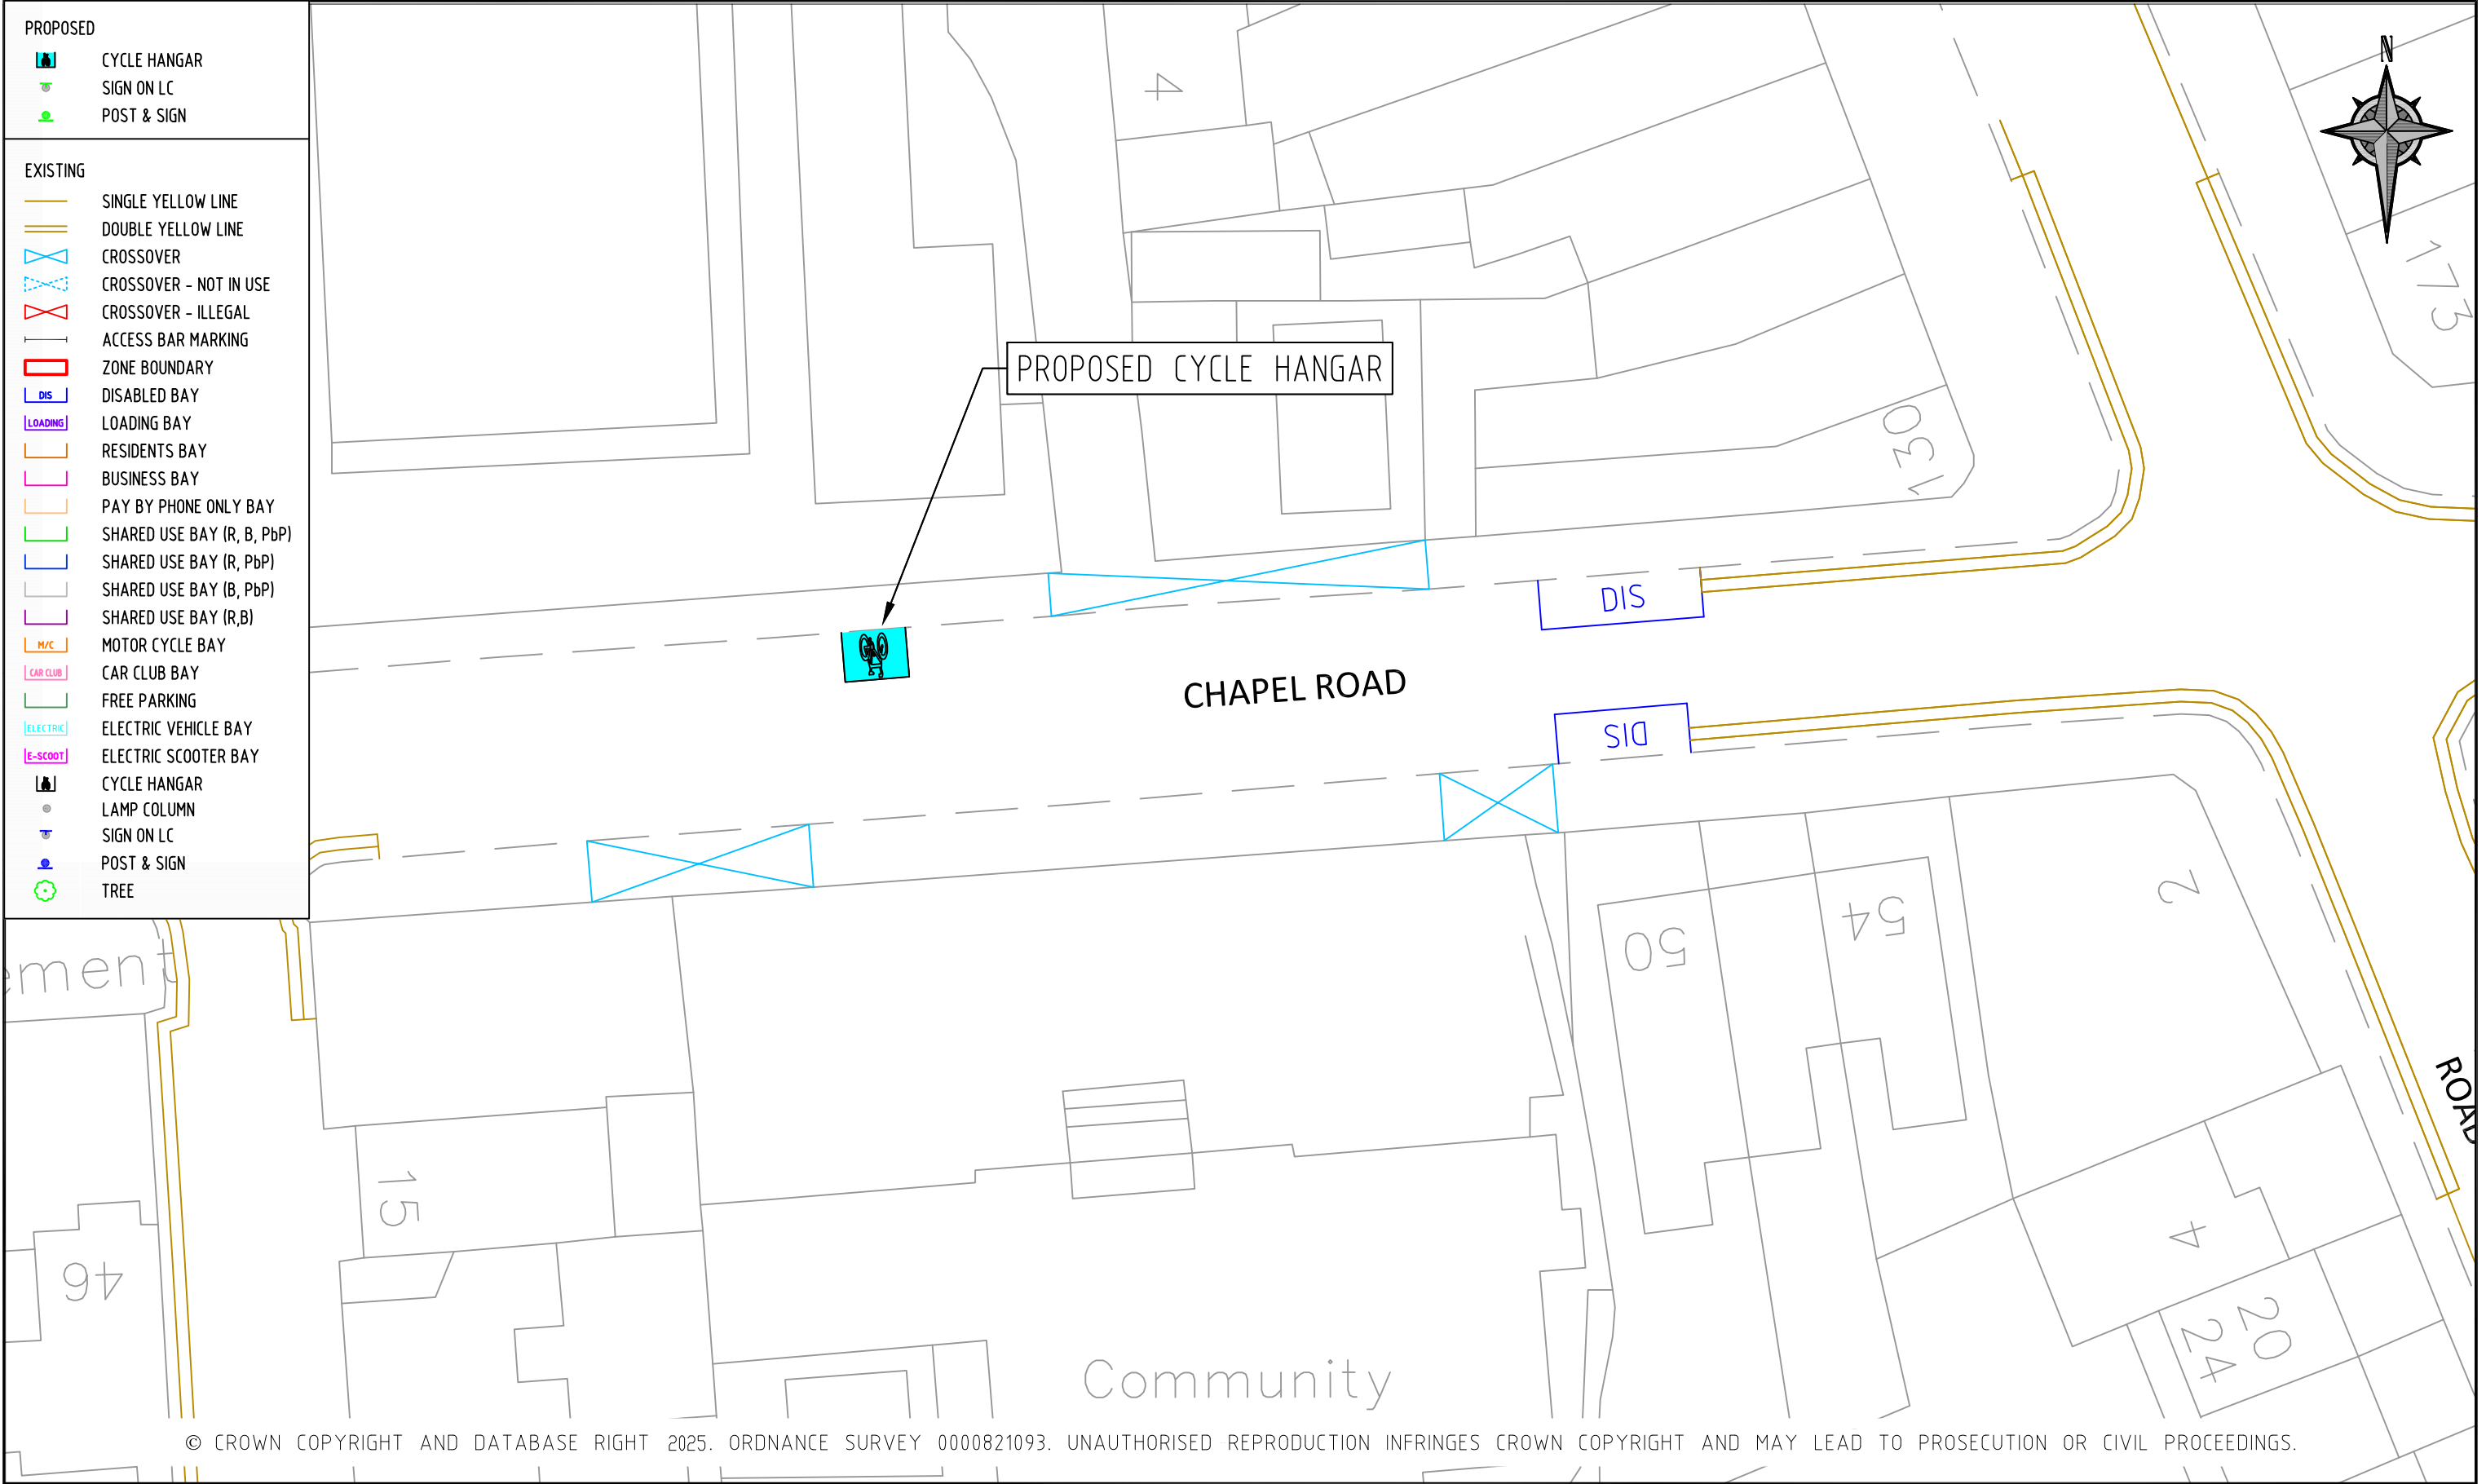 PROPOSED
CYCLE HANGAR
SIGN ON LC
POST & SIGN
EXISTING
SINGLE YELLOW LINE
DOUBLE YELLOW LINE
CROSSOVER
CROSSOVER - NOT IN USE
CROSSOVER - ILLEGAL
ACCESS BAR MARKING
ZONE BOUNDARY
DIS DISABLED BAY
LOADING LOADING BAY
RESIDENTS BAY
BUSINESS BAY
PAY BY PHONE ONLY BAY
SHARED USE BAY (R, B, PbP)
SHARED USE BAY (R, PbP)
SHARED USE BAY (B, PbP)
SHARED USE BAY (R,B)
M/C MOTOR CYCLE BAY
CAR CLUB CAR CLUB BAY
FREE PARKING
ELECTRIC ELECTRIC VEHICLE BAY
E-SCOOT ELECTRIC SCOOTER BAY
CYCLE HANGAR
LAMP COLUMN
SIGN ON LC
POST & SIGN
TREE
N
4
173
PROPOSED CYCLE HANGAR
130
DIS
CHAPEL ROAD
DIS
2
54
50
ement
ROAD
15
4
46
20
24
Community
© CROWN COPYRIGHT AND DATABASE RIGHT 2025. ORDNANCE SURVEY 0000821093. UNAUTHORISED REPRODUCTION INFRINGES CROWN COPYRIGHT AND MAY LEAD TO PROSECUTION OR CIVIL PROCEEDINGS.